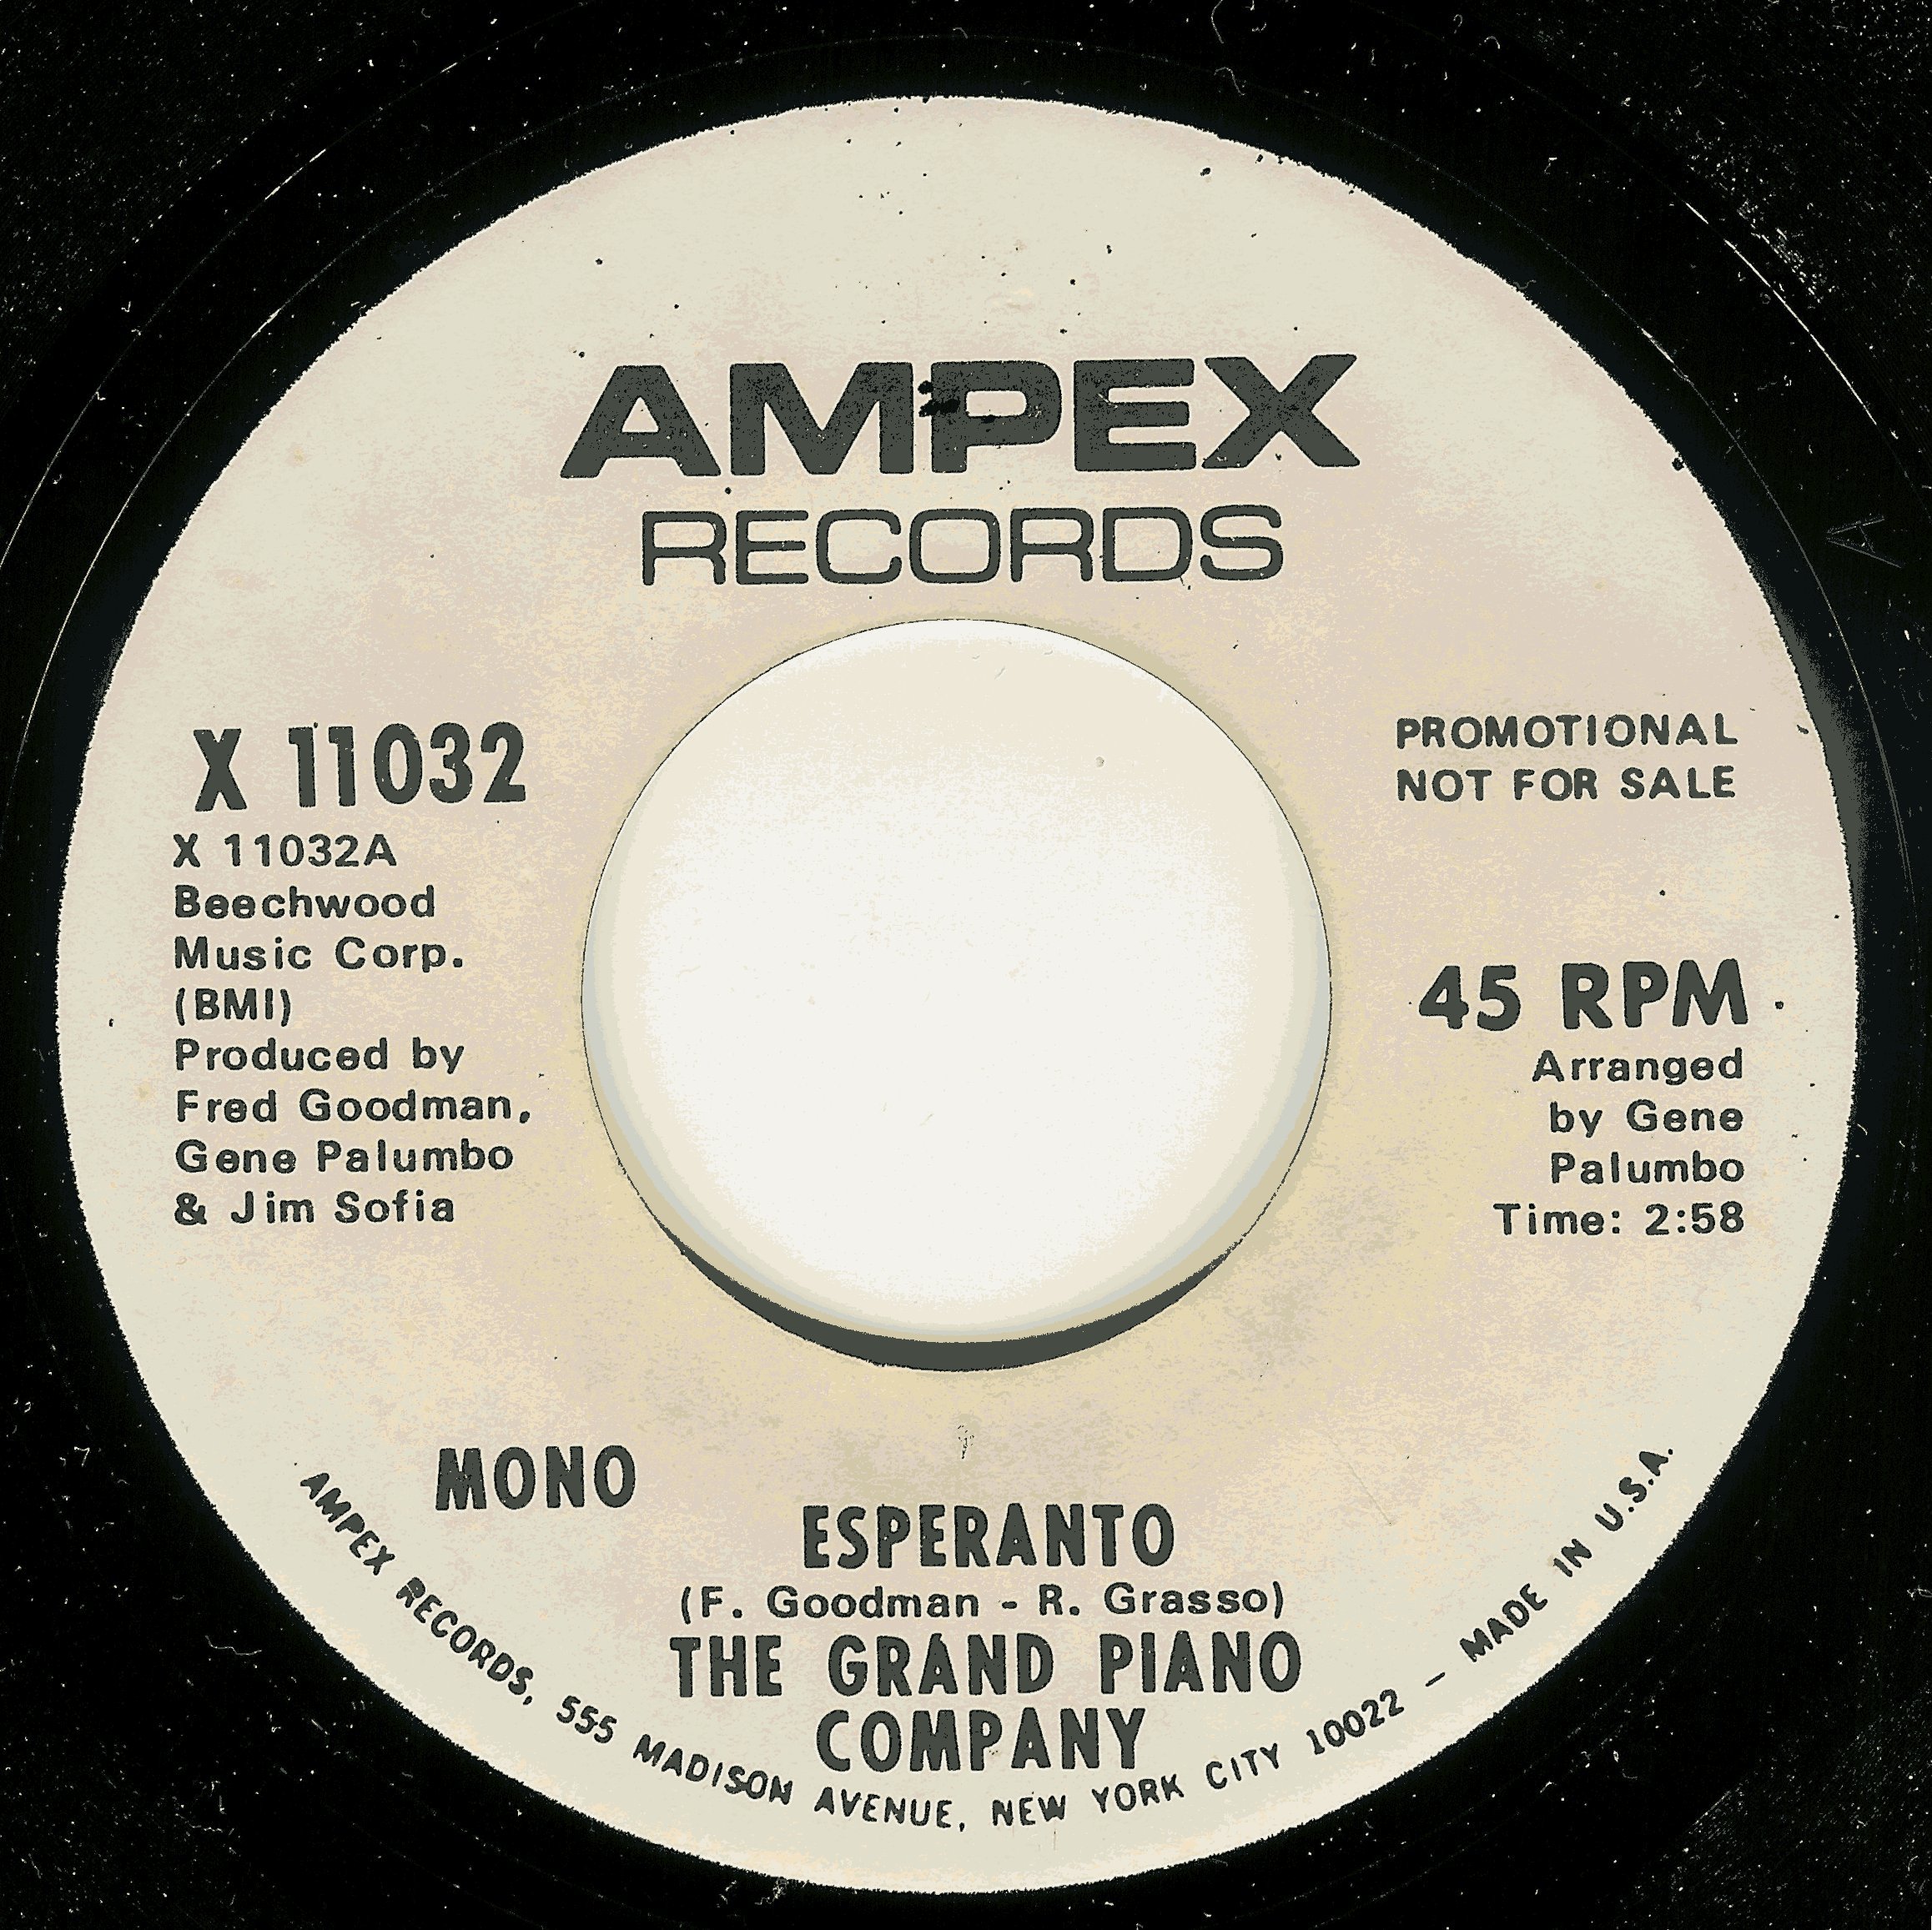 AMPEX
RECORDS
X 11032
X 11032A
Beechwood
Music Corp.
(BMI)
Produced by
Fred Goodman,
Gene Palumbo
& Jim Sofia
PROMOTIONAL
NOT FOR SALE
45 RPM
Arranged
by Gene
Palumbo
Time: 2:58
MONO
ESPERANTO
(F. Goodman - R. Grasso)
THE GRAND PIANO
COMPANY
AMPEX RECORDS, 555 MADISON AVENUE, NEW YORK CITY 10022 — MADE IN U.S.A.
A